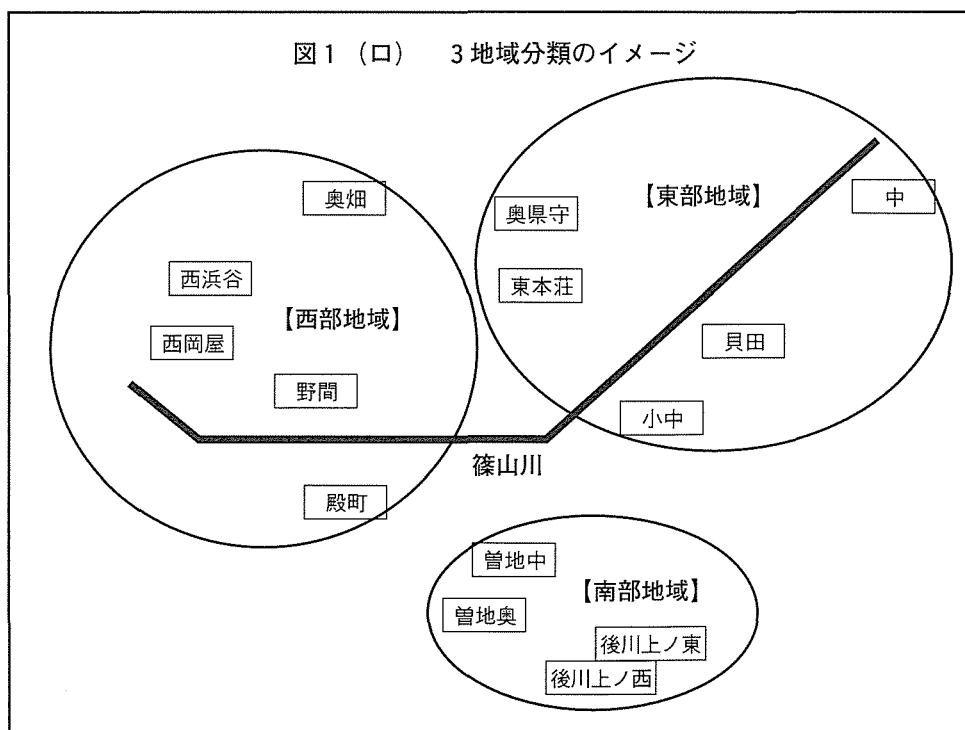 図1 (ロ) 3地域分類のイメージ
奥畑
西浜谷
【西部地域】
西岡屋
野間
殿町
奥県守
【東部地域】
中
東本荘
貝田
小中
篠山川
曽地中
【南部地域】
曽地奥
後川上ノ東
後川上ノ西